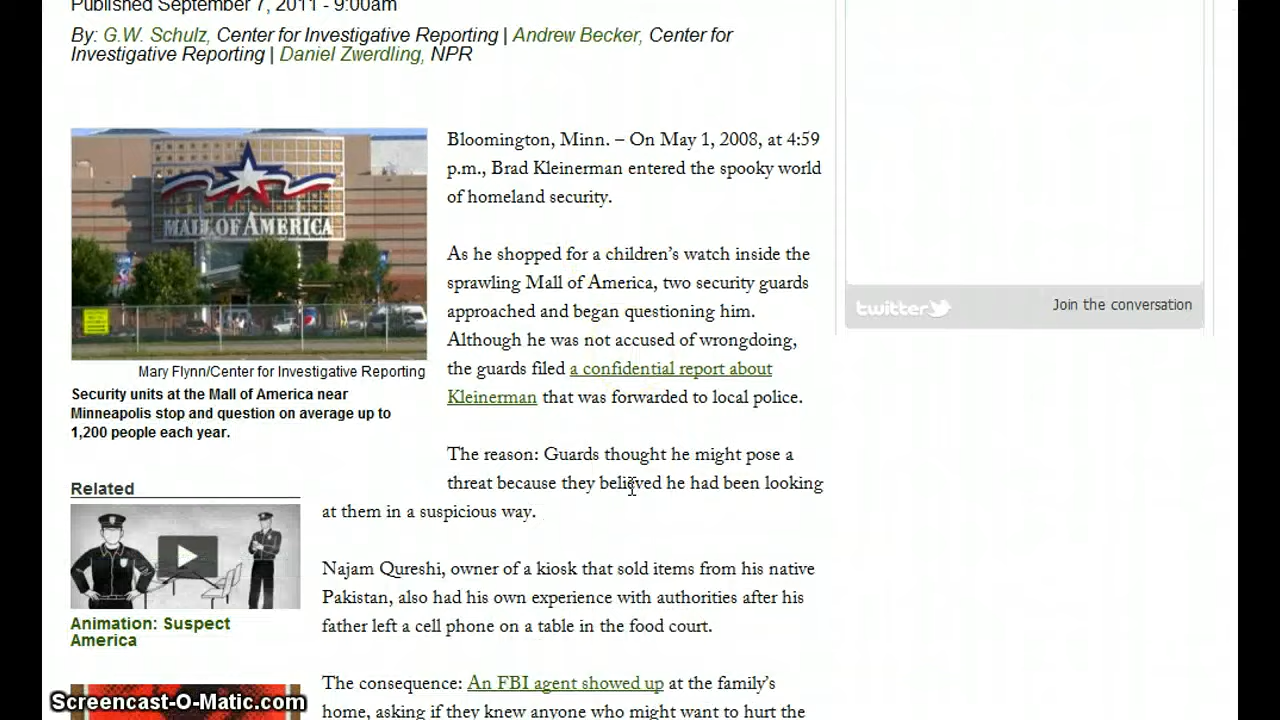 Published September 7, 2011 - 9:00am
By: G.W. Schulz, Center for Investigative Reporting | Andrew Becker, Center for
Investigative Reporting | Daniel Zwerdling, NPR
MALL OF AMERICA
Mary Flynn/Center for Investigative Reporting
Security units at the Mall of America near
Minneapolis stop and question on average up to
1,200 people each year.
Bloomington, Minn. – On May 1, 2008, at 4:59
p.m., Brad Kleinerman entered the spooky world
of homeland security.
As he shopped for a children's watch inside the
sprawling Mall of America, two security guards
approached and began questioning him.
Although he was not accused of wrongdoing,
the guards filed a confidential report about
Kleinerman that was forwarded to local police.
The reason: Guards thought he might pose a
threat because they believed he had been looking
at them in a suspicious way.
Najam Qureshi, owner of a kiosk that sold items from his native
Pakistan, also had his own experience with authorities after his
father left a cell phone on a table in the food court.
The consequence: An FBI agent showed up at the family's
home, asking if they knew anyone who might want to hurt the
Related
Animation: Suspect
America
twitter
Join the conversation
Screencast-O-Matic.com